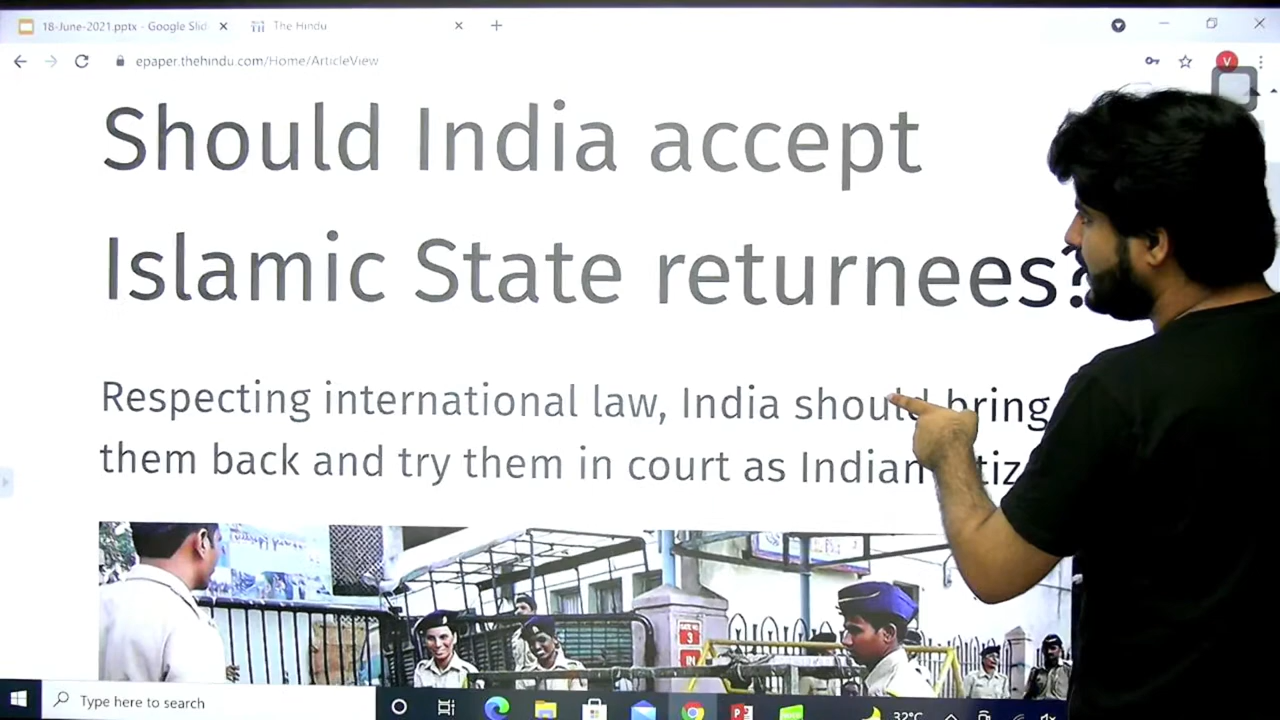 18-June-2021.pptx - Google Slid
The Hindu
epaper.thehindu.com/Home/ArticleView
V
Should India accept
Islamic State returnees?
Respecting international law, India should bring
them back and try them in court as Indian
3
IN
Type here to search
32°C